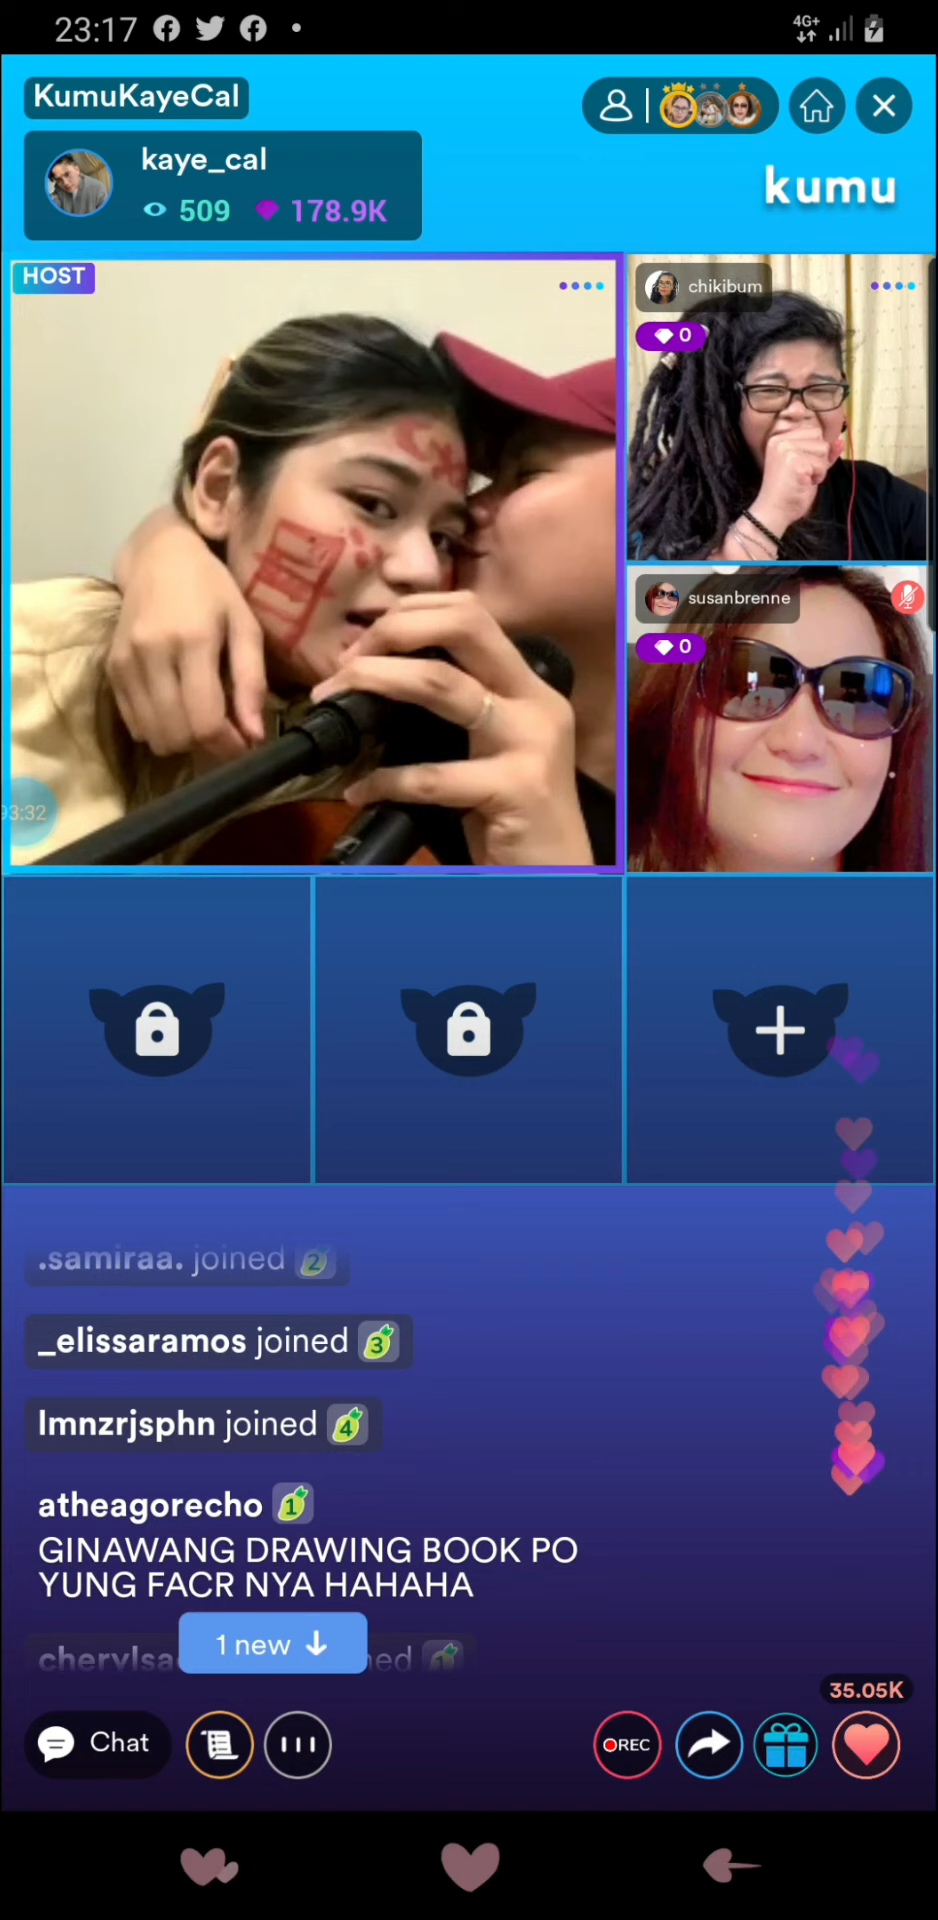 23:17
4G+
KumuKayeCal
kaye_cal
509 178.9K
kumu
HOST
chikibum
0
susanbrenne
0
93:32
.samiraa. joined 2
_elissaramos joined 3
lmnzrjsphn joined 4
atheagorecho 1
GINAWANG DRAWING BOOK PO
YUNG FACR NYA HAHAHA
1 new
35.05K
Chat
REC